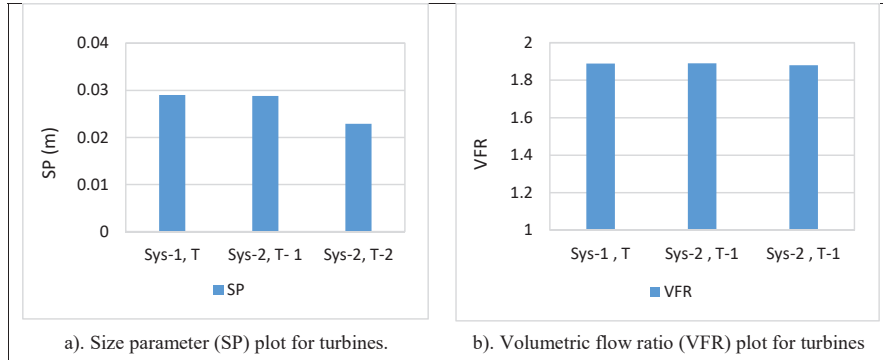 0.04
0.03
0.02
0.01
0
SP (m)
Sys-1, T
Sys-2, T- 1
Sys-2, T-2
SP
a). Size parameter (SP) plot for turbines.
2
1.8
1.6
1.4
1.2
1
VFR
Sys-1 , T
Sys-2 , T-1
Sys-2 , T-1
VFR
b). Volumetric flow ratio (VFR) plot for turbines